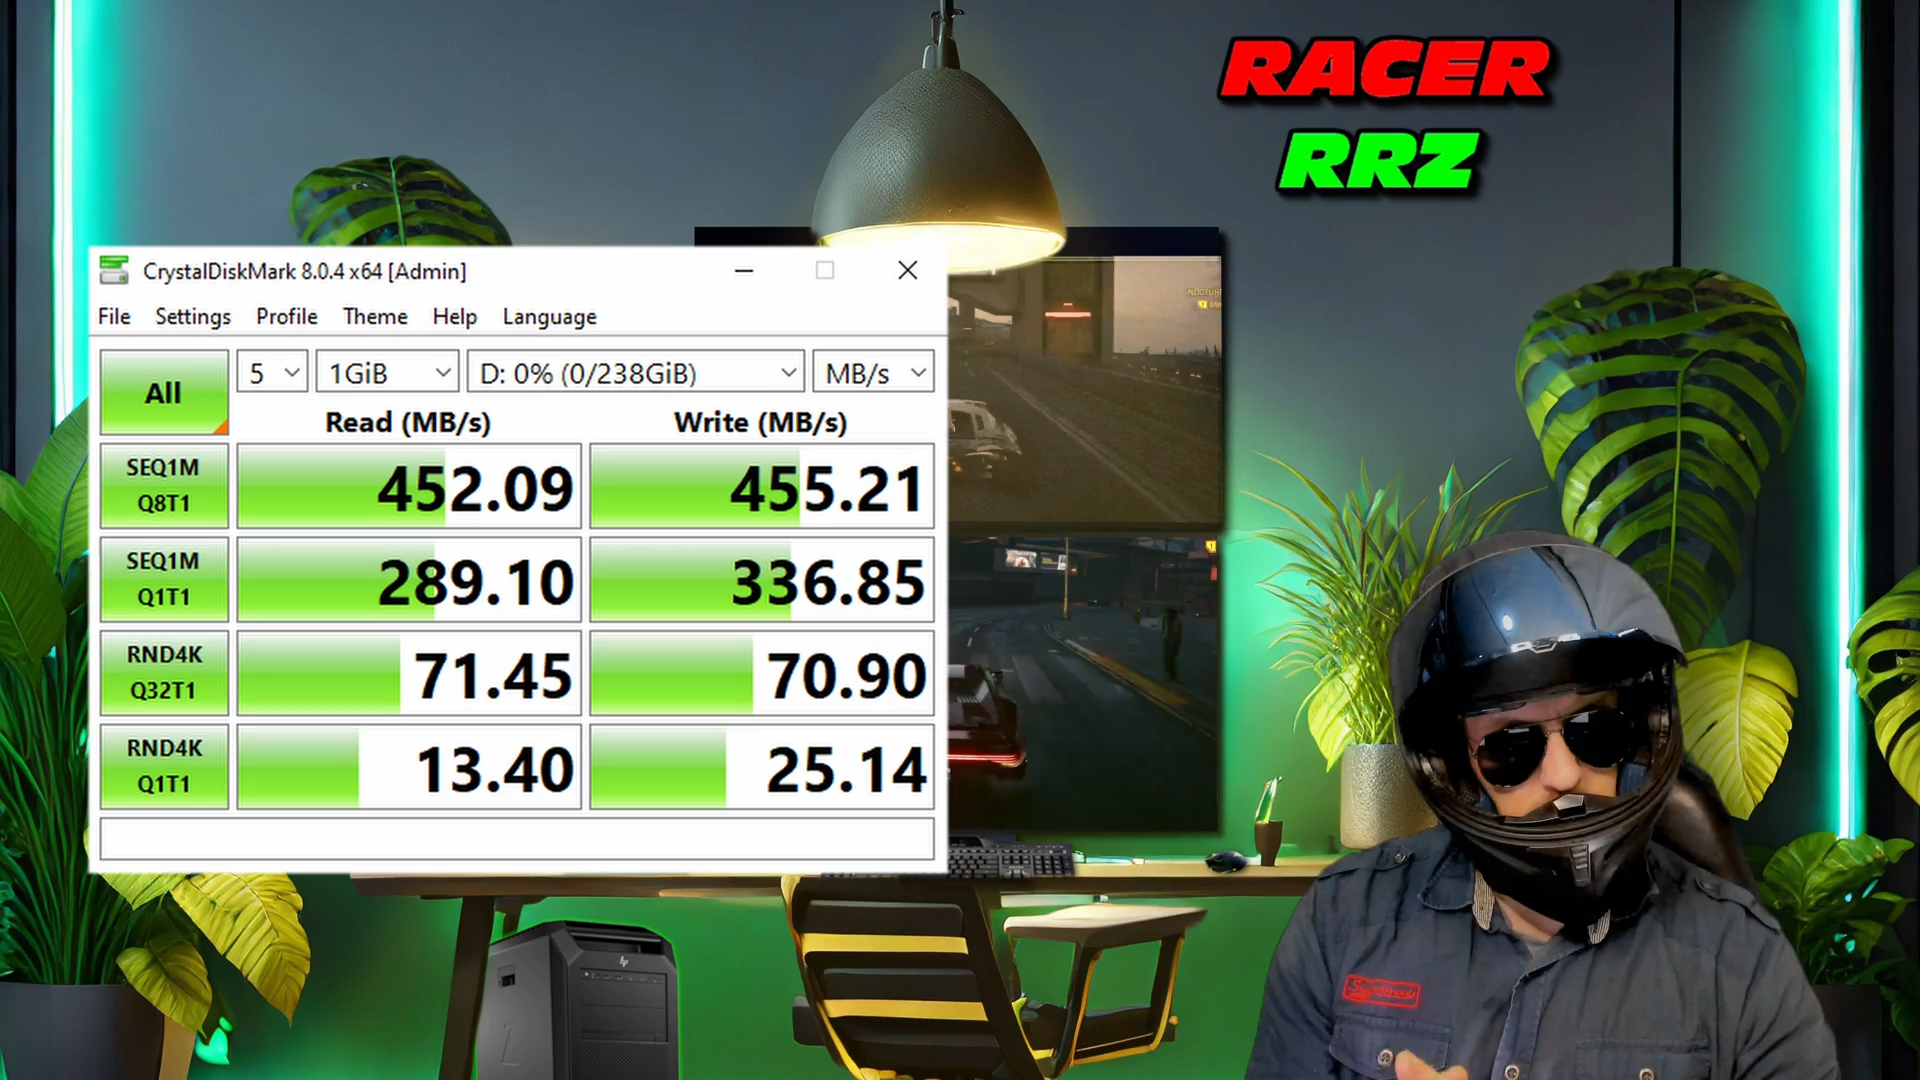 RACER
RRZ
CrystalDiskMark 8.0.4 x64 [Admin]
File Settings Profile Theme Help Language
All 5 1GiB D: 0% (0/238GiB) MB/s
Read (MB/s) Write (MB/s)
SEQ1M
Q8T1
452.09 455.21
SEQ1M
Q1T1
289.10 336.85
RND4K
Q32T1
71.45 70.90
RND4K
Q1T1
13.40 25.14
hp
Z